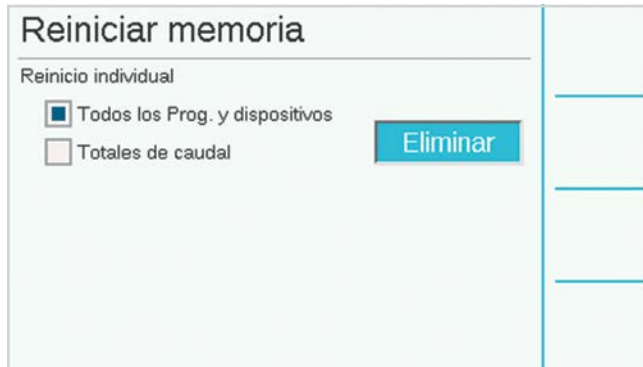 Reiniciar memoria
Reinicio individual
Todos los Prog. y dispositivos
Totales de caudal
Eliminar